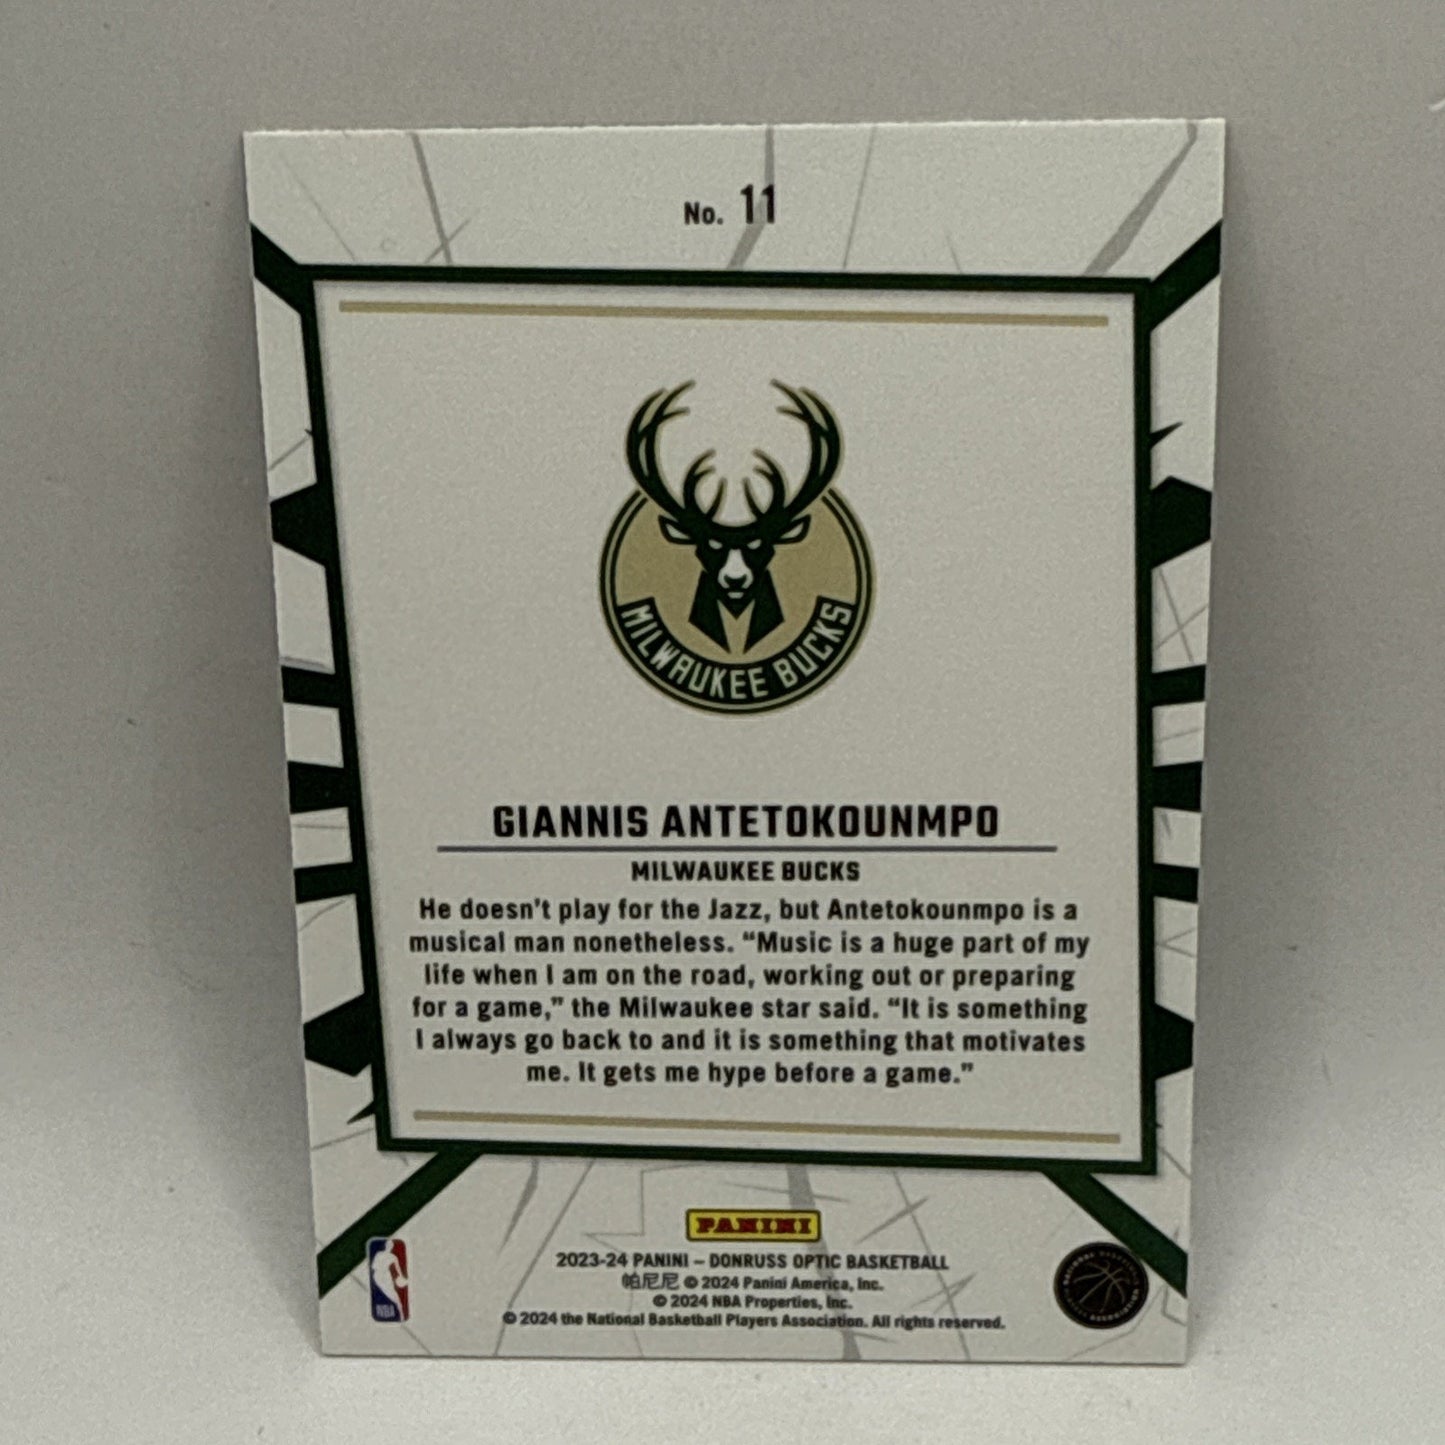 No. 11
MILWAUKEE BUCKS
GIANNIS ANTETOKOUNMPO
MILWAUKEE BUCKS
He doesn't play for the Jazz, but Antetokounmpo is a
musical man nonetheless. “Music is a huge part of my
life when I am on the road, working out or preparing
for a game,” the Milwaukee star said. “It is something
I always go back to and it is something that motivates
me. It gets me hype before a game.”
PANINI
2023-24 PANINI – DONRUSS OPTIC BASKETBALL
帕尼尼 © 2024 Panini America, Inc.
© 2024 NBA Properties, Inc.
© 2024 the National Basketball Players Association. All rights reserved.
NBA
NATIONAL BASKETBALL PLAYERS ASSOCIATION